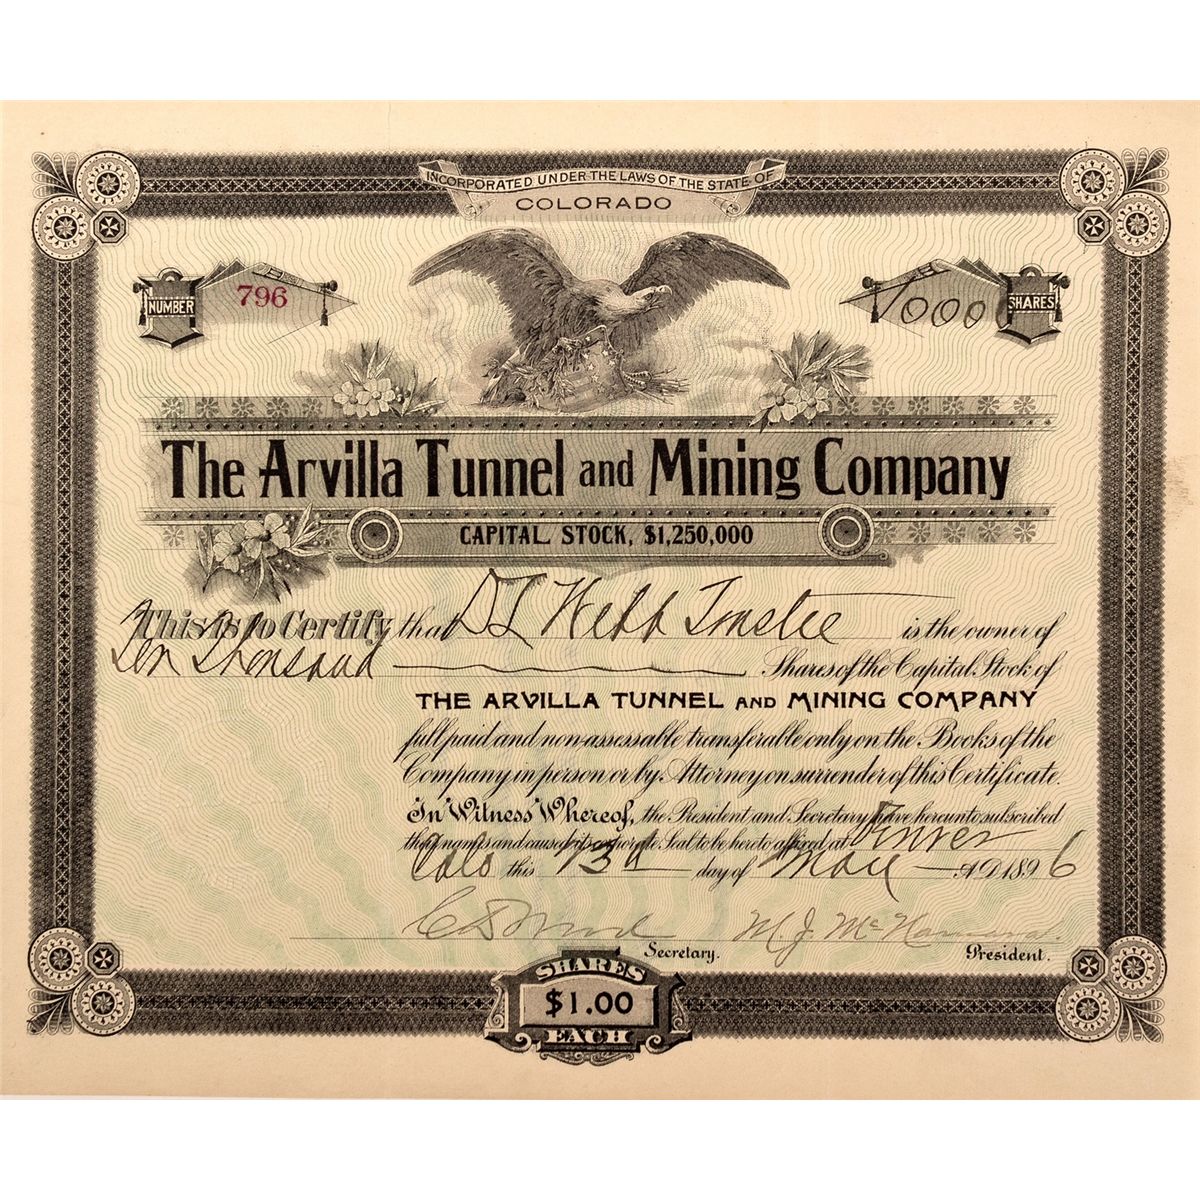 INCORPORATED UNDER THE LAWS OF THE STATE OF
COLORADO
NUMBER 796
10000 SHARES
The Arvilla Tunnel and Mining Company
CAPITAL STOCK, $1,250,000
This is to Certify that D L Webb Trustee is the owner of
Ten Thousand Shares of the Capital Stock of
THE ARVILLA TUNNEL AND MINING COMPANY
full paid and non-assessable transferable only on the Books of the
Company in person or by Attorney on surrender of this Certificate.
In Witness Whereof, the President and Secretary have hereunto subscribed
their names and caused its corporate Seal to be hereto affixed at Denver
Colo this 13th day of May A.D. 1896
M. J. McNamara
Secretary. President.
SHARES
$1.00
EACH